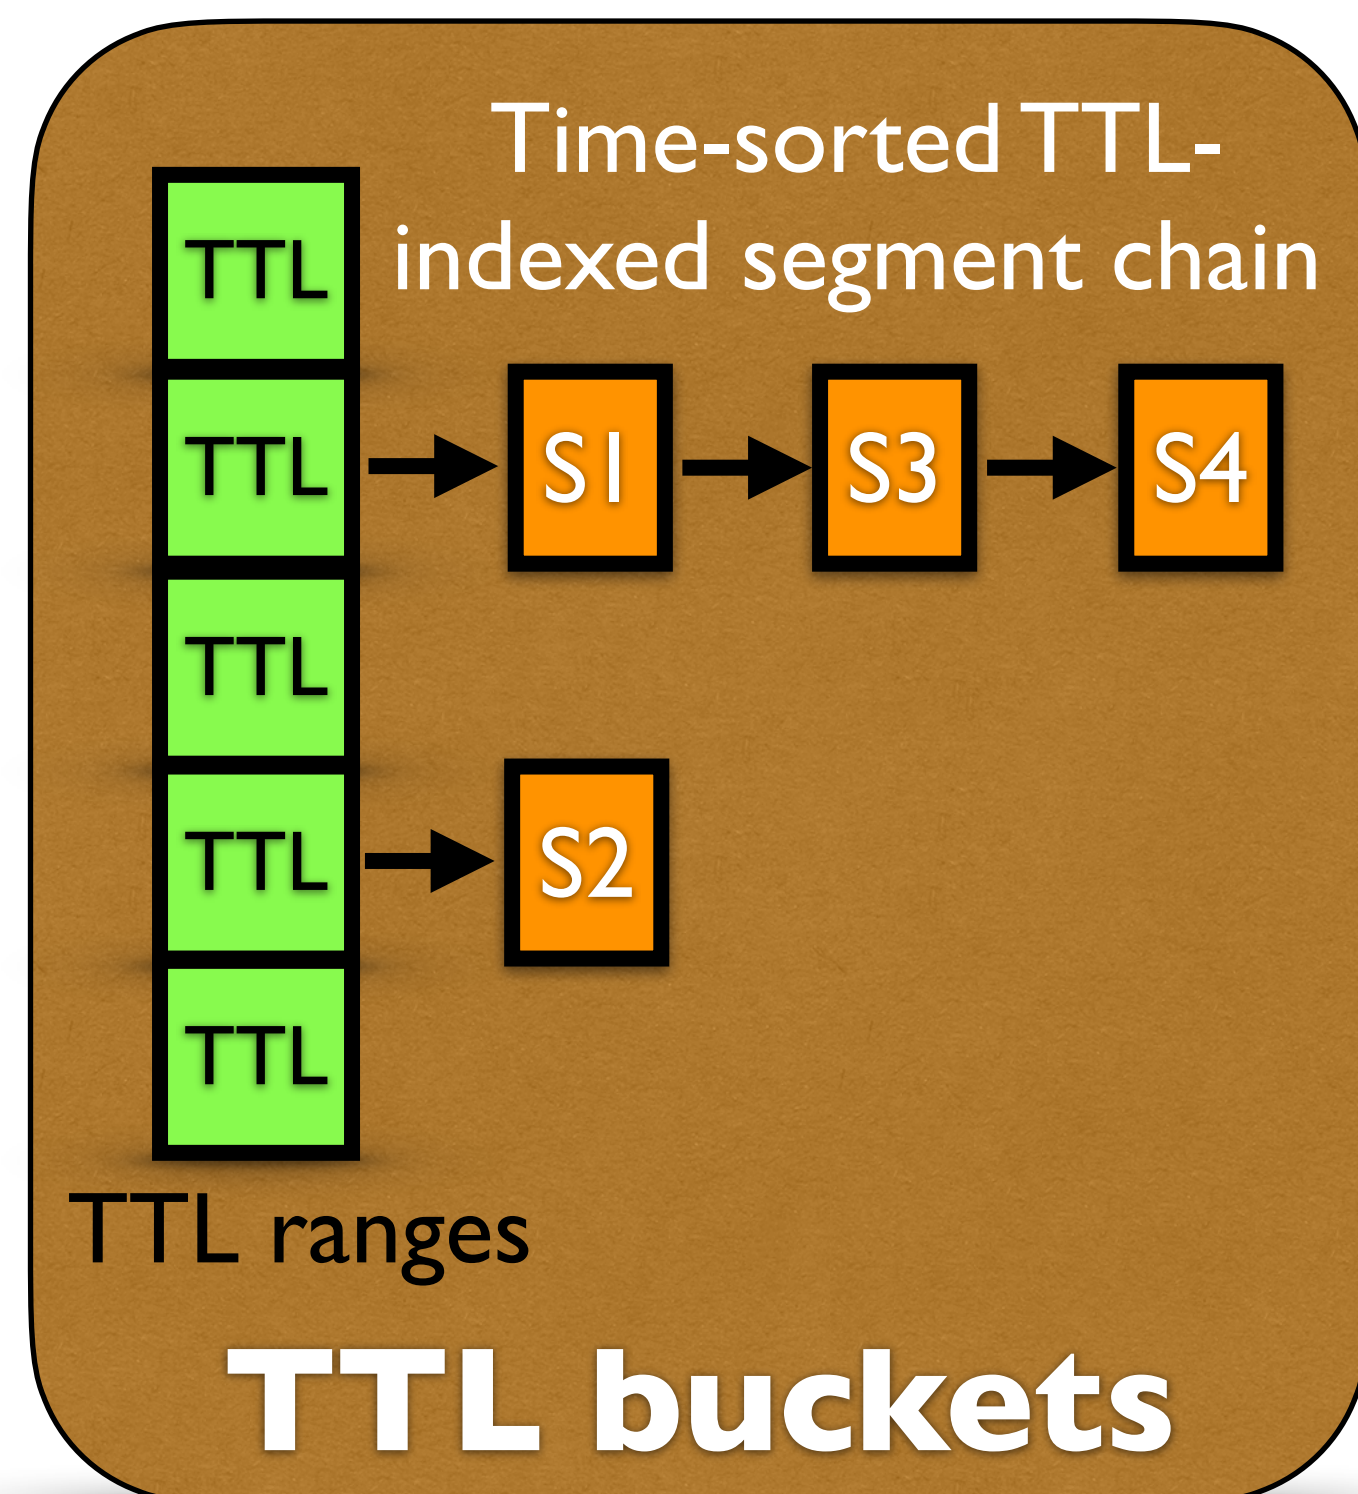 Time-sorted TTL-
indexed segment chain
TTL
TTL
S1
S3
S4
TTL
TTL
S2
TTL
TTL ranges
TTL buckets